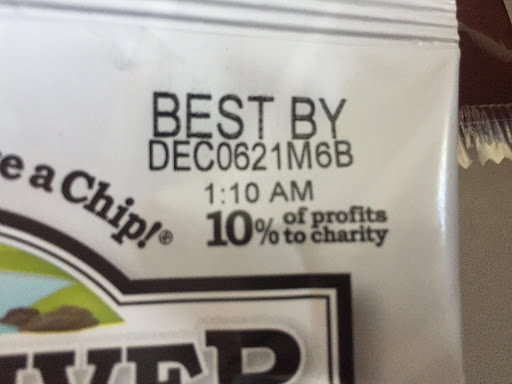 BEST BY
DEC0621M6B
1:10 AM
10% of profits
to charity
e a Chip!®